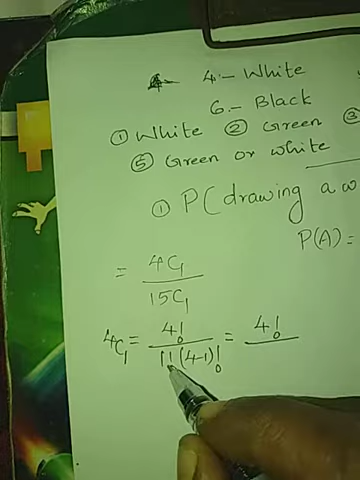 4 :- White
6 :- Black
① White ② Green ③
⑤ Green or white
① P(drawing a w
P(A) =
= 4C1 / 15C1
4C1 = 4! / 1!(4-1)! = 4!